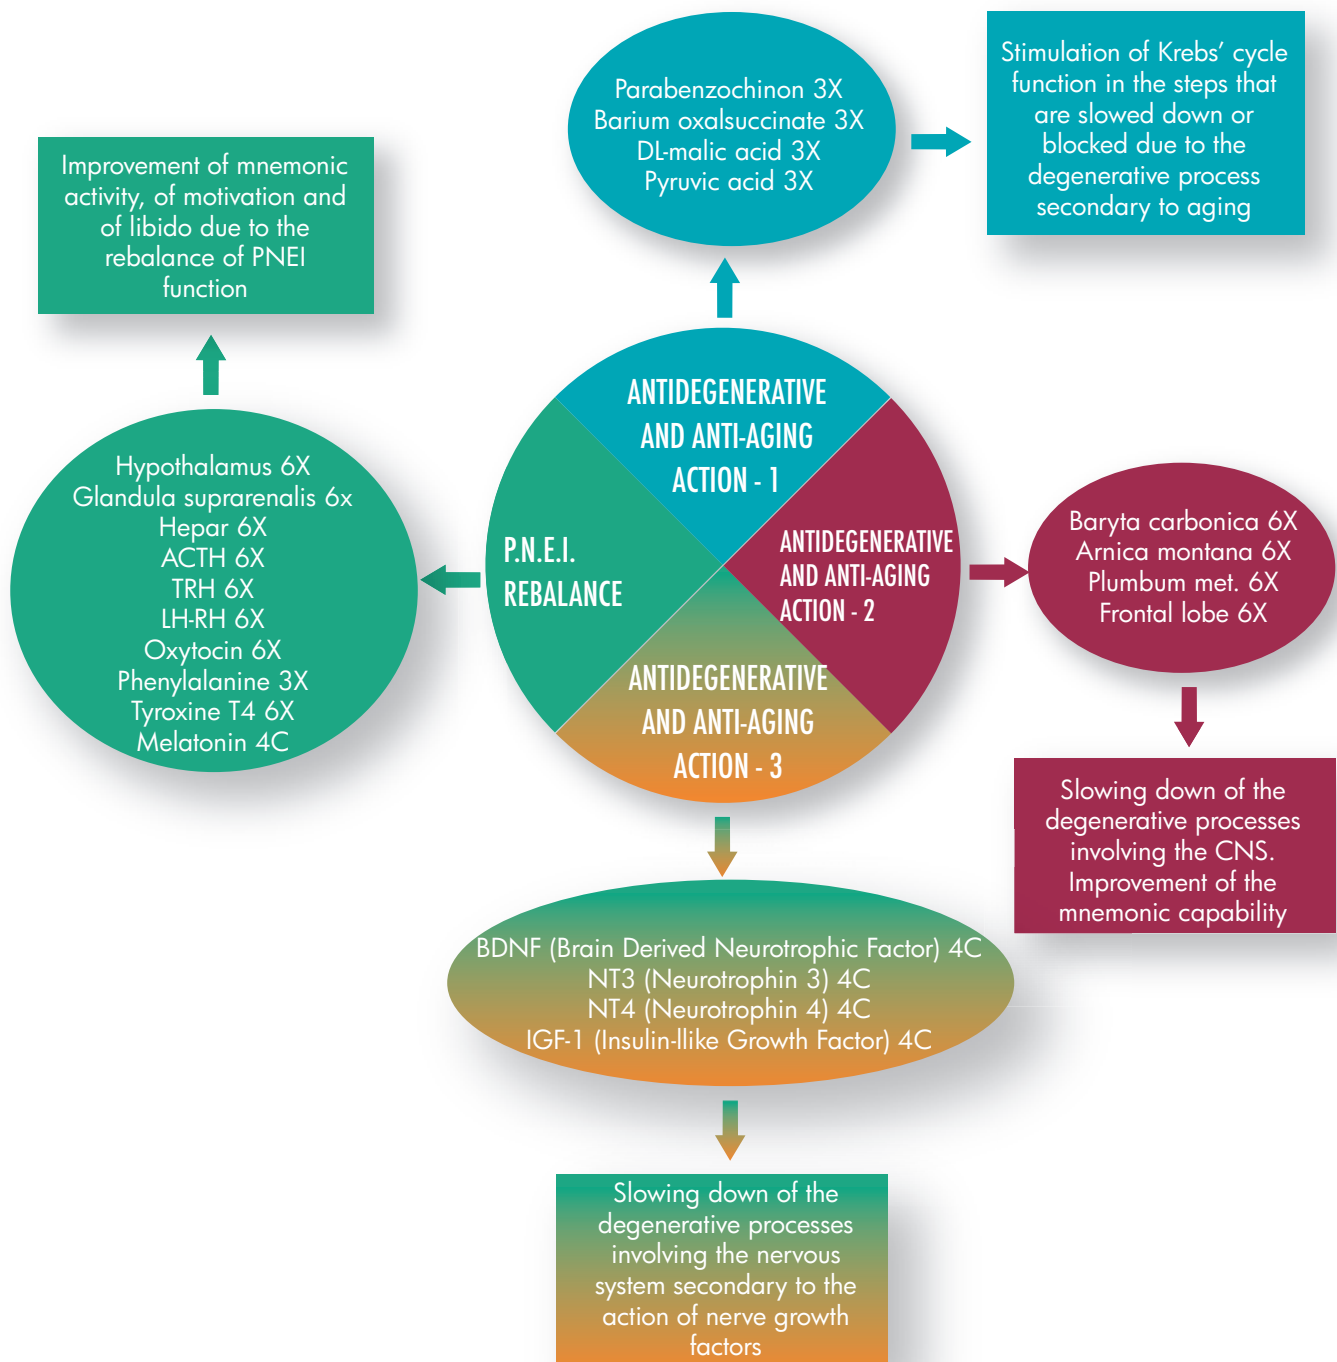 Parabenzochinon 3X
Barium oxalsuccinate 3X
DL-malic acid 3X
Pyruvic acid 3X
Stimulation of Krebs’ cycle
function in the steps that
are slowed down or
blocked due to the
degenerative process
secondary to aging
Improvement of mnemonic
activity, of motivation and
of libido due to the
rebalance of PNEI
function
ANTIDEGENERATIVE
AND ANTI-AGING
ACTION - 1
Hypothalamus 6X
Glandula suprarenalis 6x
Hepar 6X
ACTH 6X
TRH 6X
LH-RH 6X
Oxytocin 6X
Phenylalanine 3X
Tyroxine T4 6X
Melatonin 4C
P.N.E.I.
REBALANCE
ANTIDEGENERATIVE
AND ANTI-AGING
ACTION - 2
Baryta carbonica 6X
Arnica montana 6X
Plumbum met. 6X
Frontal lobe 6X
ANTIDEGENERATIVE
AND ANTI-AGING
ACTION - 3
Slowing down of the
degenerative processes
involving the CNS.
Improvement of the
mnemonic capability
BDNF (Brain Derived Neurotrophic Factor) 4C
NT3 (Neurotrophin 3) 4C
NT4 (Neurotrophin 4) 4C
IGF-1 (Insulin-llike Growth Factor) 4C
Slowing down of the
degenerative processes
involving the nervous
system secondary to the
action of nerve growth
factors